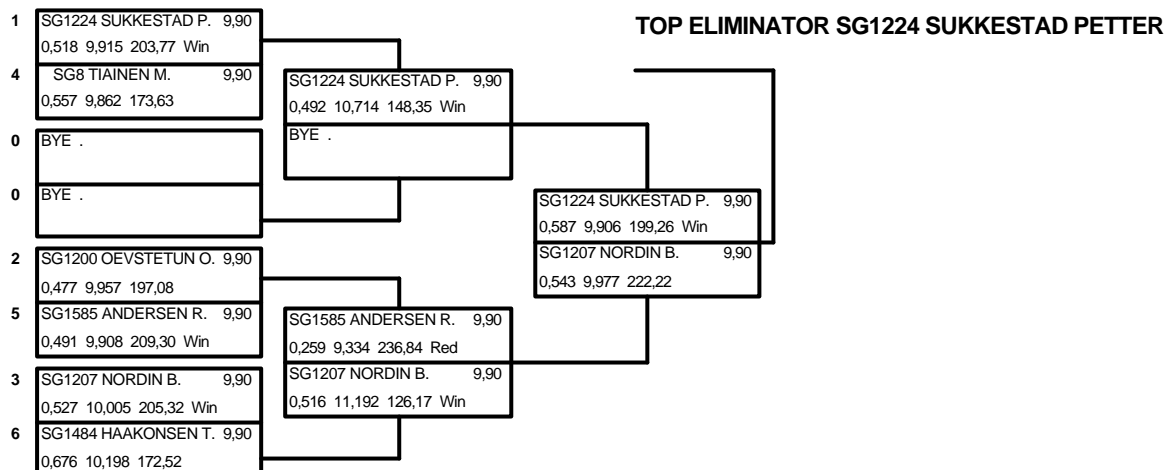 TOP ELIMINATOR SG1224 SUKKESTAD PETTER
1 SG1224 SUKKESTAD P. 9,90
0,518 9,915 203,77 Win
4 SG8 TIAINEN M. 9,90
0,557 9,862 173,63
0 BYE .
0 BYE .
2 SG1200 OEVSTETUN O. 9,90
0,477 9,957 197,08
5 SG1585 ANDERSEN R. 9,90
0,491 9,908 209,30 Win
3 SG1207 NORDIN B. 9,90
0,527 10,005 205,32 Win
6 SG1484 HAAKONSEN T. 9,90
0,676 10,198 172,52
SG1224 SUKKESTAD P. 9,90
0,492 10,714 148,35 Win
BYE .
SG1585 ANDERSEN R. 9,90
0,259 9,334 236,84 Red
SG1207 NORDIN B. 9,90
0,516 11,192 126,17 Win
SG1224 SUKKESTAD P. 9,90
0,587 9,906 199,26 Win
SG1207 NORDIN B. 9,90
0,543 9,977 222,22